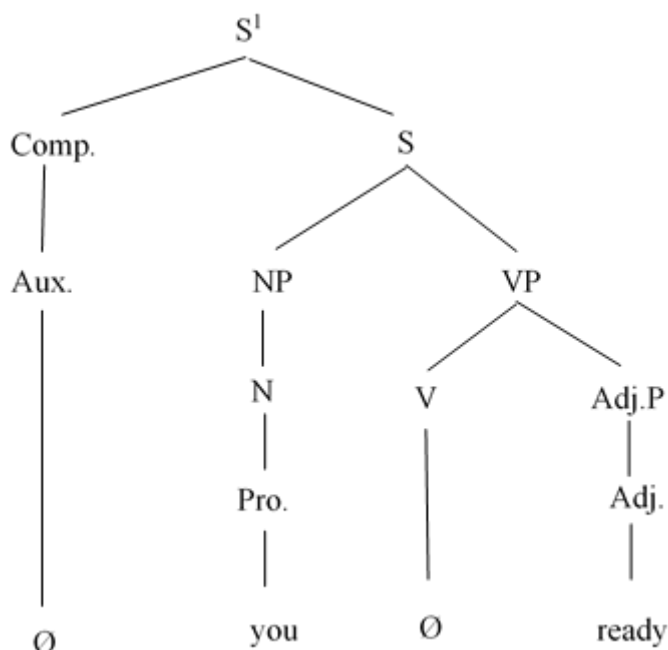 S¹
Comp. S
Aux. NP VP
N V Adj.P
Pro. Adj.
Ø you Ø ready